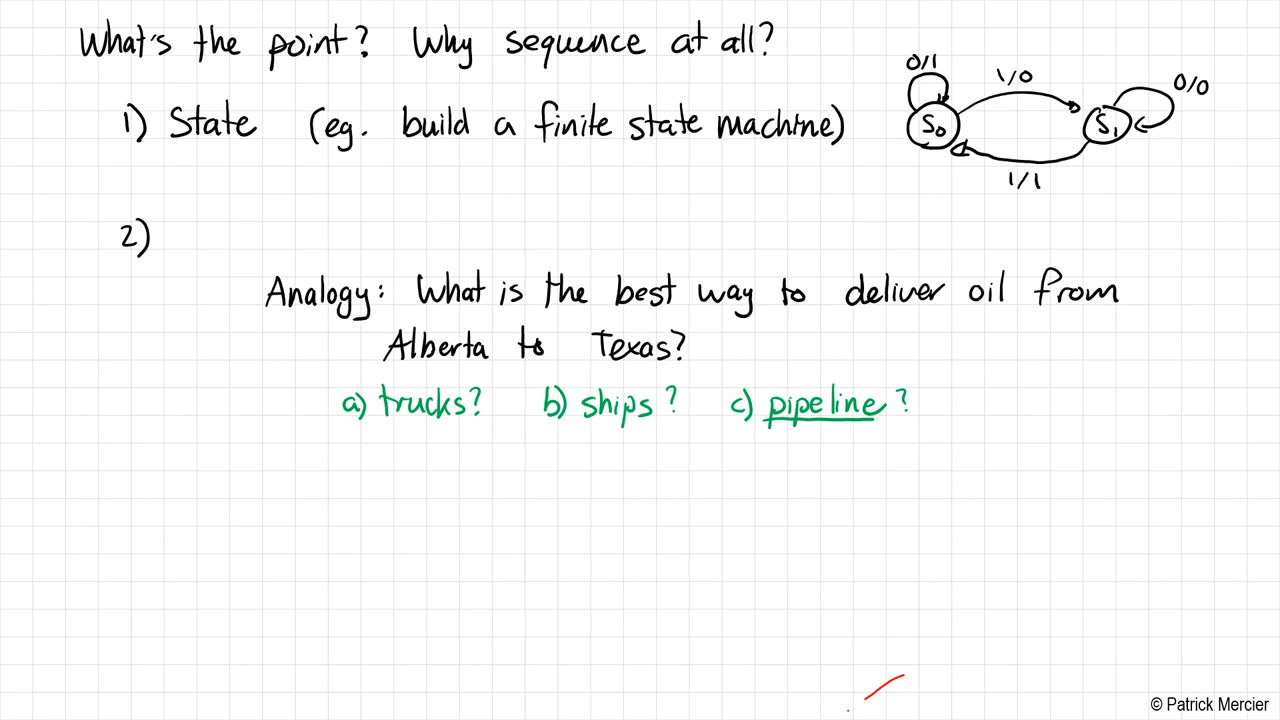 What's the point? Why sequence at all?
1) State (eg. build a finite state machine)
0/1
1/0
0/0
S0
S1
1/1
2)
Analogy: What is the best way to deliver oil from
Alberta to Texas?
a) trucks? b) ships? c) pipeline?
© Patrick Mercier